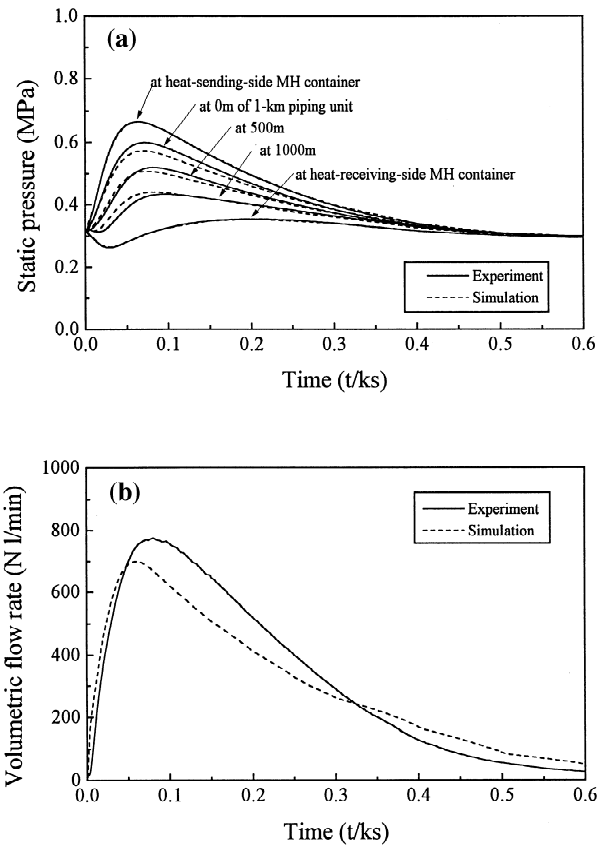 (a)
1.0
0.8
0.6
0.4
0.2
0.0
Static pressure (MPa)
at heat-sending-side MH container
at 0m of 1-km piping unit
at 500m
at 1000m
at heat-receiving-side MH container
Experiment
Simulation
0.0 0.1 0.2 0.3 0.4 0.5 0.6
Time (t/ks)
(b)
1000
800
600
400
200
0
Volumetric flow rate (N l/min)
Experiment
Simulation
0.0 0.1 0.2 0.3 0.4 0.5 0.6
Time (t/ks)